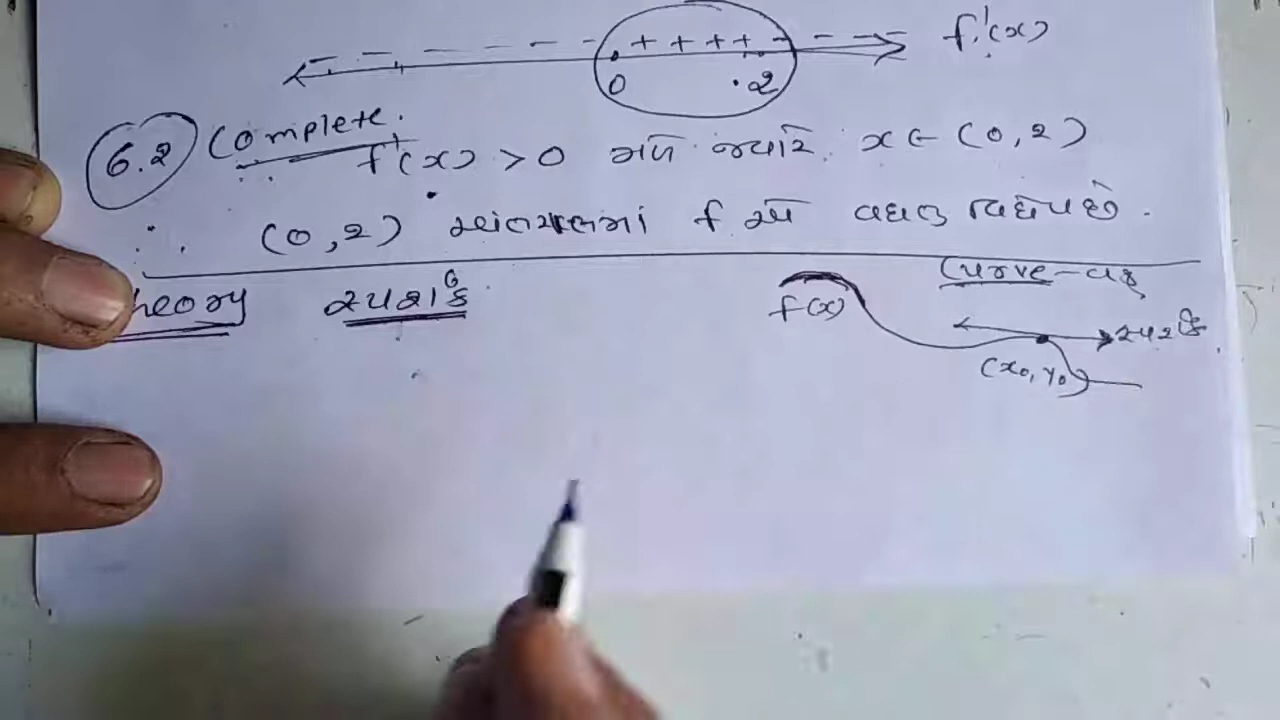 - - - - - - + + + + - - - - f'(x)
0 2
6.2 Complete.
f'(x) > 0 થાય જ્યારે x ∈ (0, 2)
∴ (0, 2) અંતરાલમાં f એ વધતું વિધેય છે.
Theory સ્પર્શક
Curve - વક્ર
f(x)
સ્પર્શક
(x₀, y₀)